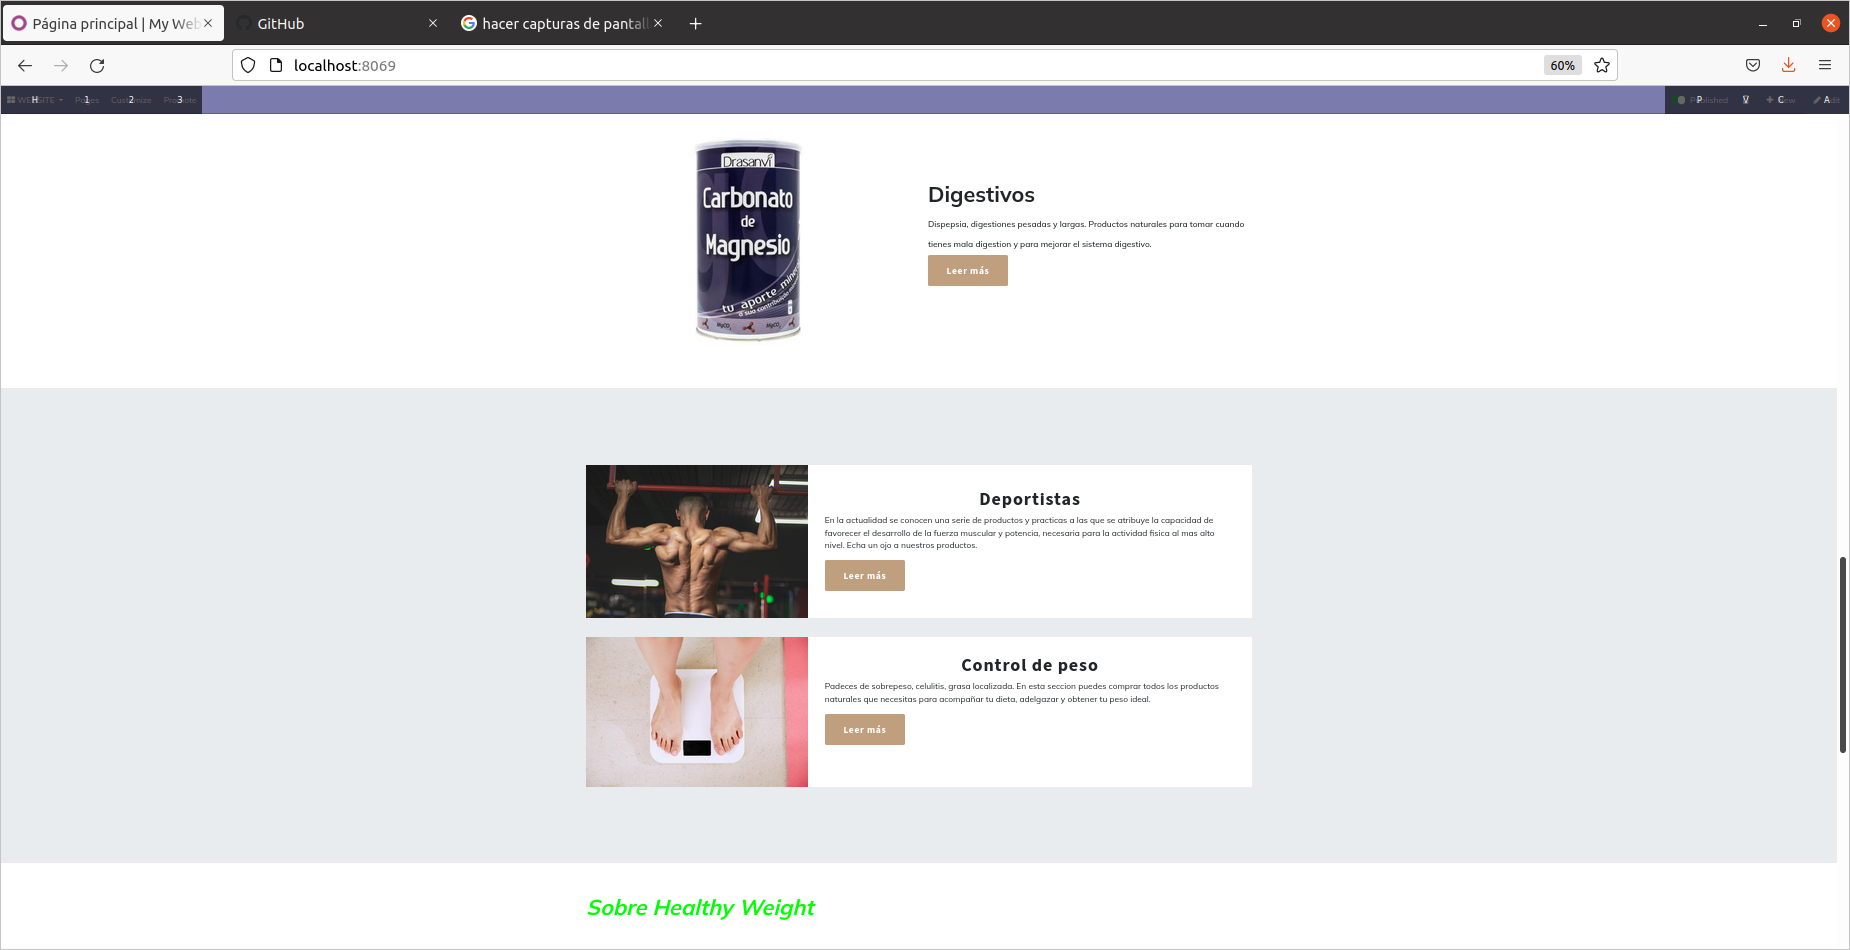 Página principal | My Web
GitHub
hacer capturas de pantall
localhost:8069
60%
WEBSITE H
Pages 1
Customize 2
Promote 3
Published P
V
New C
Edit A
Drasanvi
Carbonato
de
Magnesio
tu aporte mineral
MgCO3 MgCO3
Digestivos
Dispepsia, digestiones pesadas y largas. Productos naturales para tomar cuando
tienes mala digestion y para mejorar el sistema digestivo.
Leer más
Deportistas
En la actualidad se conocen una serie de productos y practicas a las que se atribuye la capacidad de
favorecer el desarrollo de la fuerza muscular y potencia, necesaria para la actividad fisica al mas alto
nivel. Echa un ojo a nuestros productos.
Leer más
Control de peso
Padeces de sobrepeso, celulitis, grasa localizada. En esta seccion puedes comprar todos los productos
naturales que necesitas para acompañar tu dieta, adelgazar y obtener tu peso ideal.
Leer más
Sobre Healthy Weight